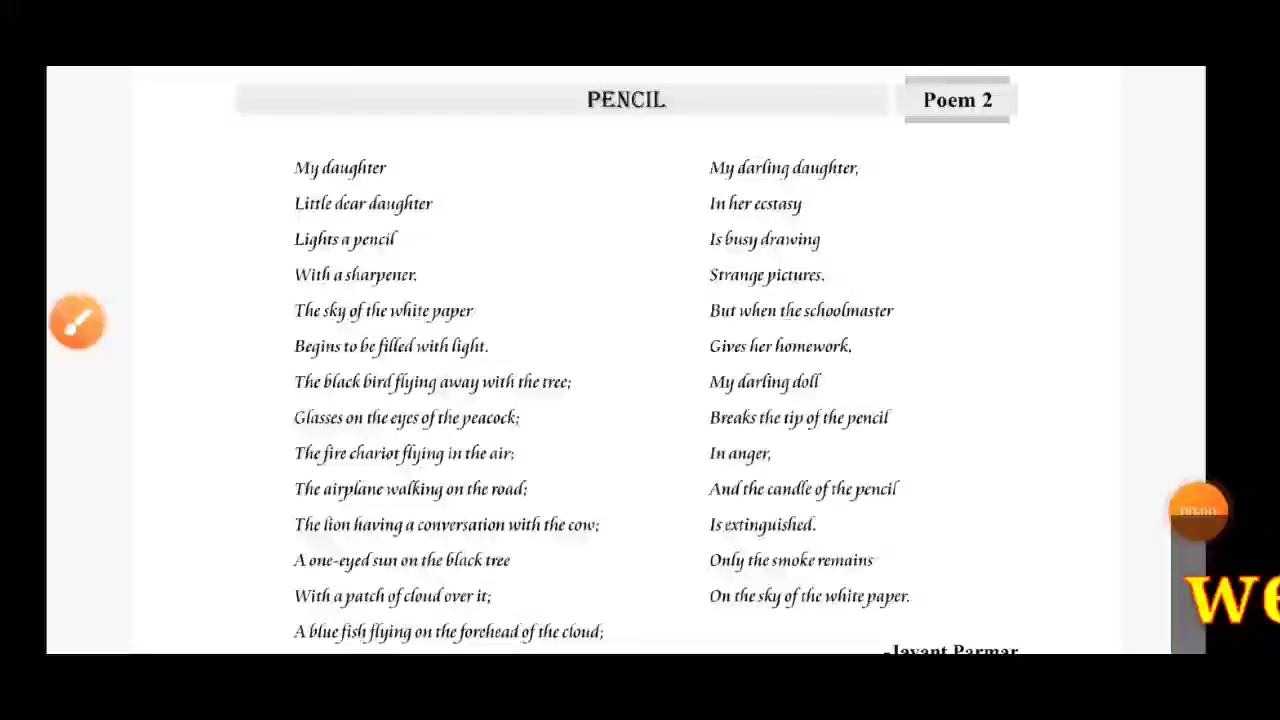 PENCIL
Poem 2
My daughter
Little dear daughter
Lights a pencil
With a sharpener.
The sky of the white paper
Begins to be filled with light.
The black bird flying away with the tree;
Glasses on the eyes of the peacock;
The fire chariot flying in the air;
The airplane walking on the road;
The lion having a conversation with the cow;
A one-eyed sun on the black tree
With a patch of cloud over it;
A blue fish flying on the forehead of the cloud;
My darling daughter,
In her ecstasy
Is busy drawing
Strange pictures.
But when the schoolmaster
Gives her homework,
My darling doll
Breaks the tip of the pencil
In anger,
And the candle of the pencil
Is extinguished.
Only the smoke remains
On the sky of the white paper.
-Jayant Parmar
we